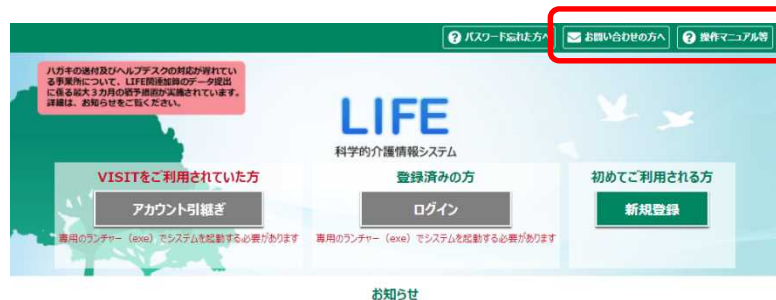 パスワード忘れた方へ
お問い合わせの方へ
操作マニュアル等
ハガキの送付及びヘルプデスクの対応が遅れてい
る事業所について、LIFE関連加算のデータ提出
に係る最大3カ月の猶予措置が実施されています。
詳細は、お知らせをご覧ください。
LIFE
科学的介護情報システム
VISITをご利用されていた方
登録済みの方
初めてご利用される方
アカウント引継ぎ
ログイン
新規登録
専用のランチャー（exe）でシステムを起動する必要があります
専用のランチャー（exe）でシステムを起動する必要があります
お知らせ